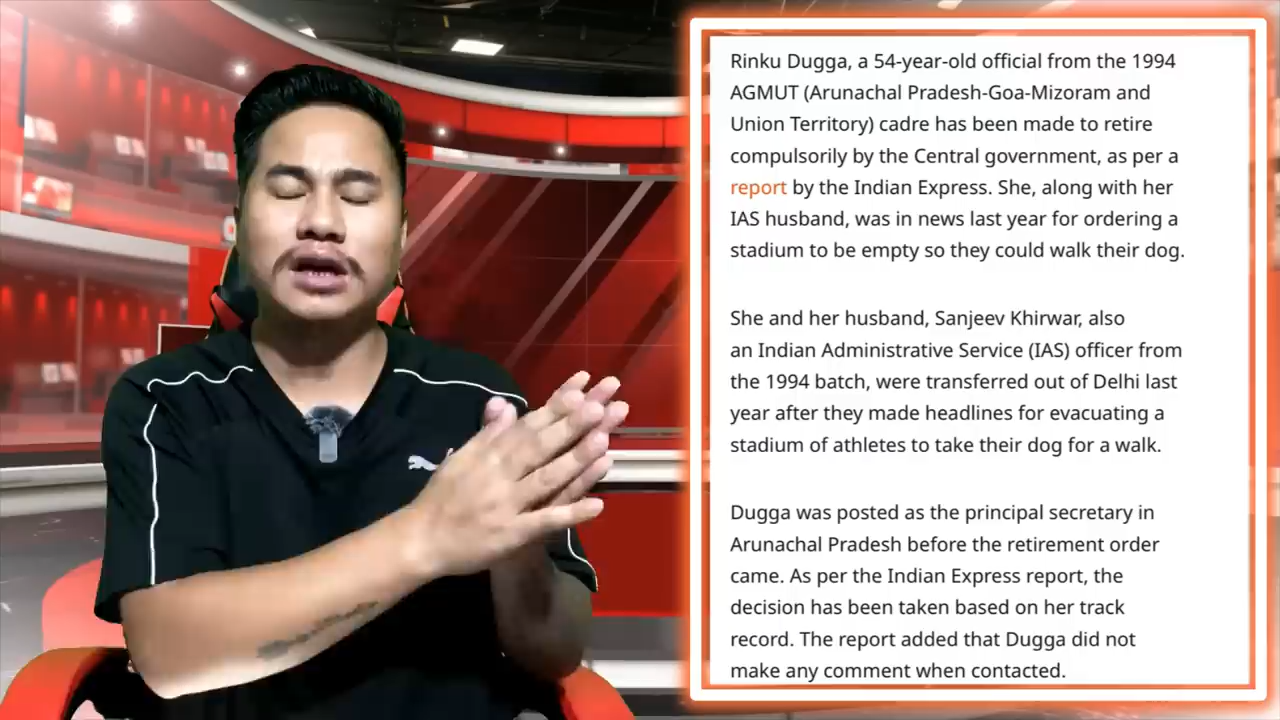 Rinku Dugga, a 54-year-old official from the 1994
AGMUT (Arunachal Pradesh-Goa-Mizoram and
Union Territory) cadre has been made to retire
compulsorily by the Central government, as per a
report by the Indian Express. She, along with her
IAS husband, was in news last year for ordering a
stadium to be empty so they could walk their dog.
She and her husband, Sanjeev Khirwar, also
an Indian Administrative Service (IAS) officer from
the 1994 batch, were transferred out of Delhi last
year after they made headlines for evacuating a
stadium of athletes to take their dog for a walk.
Dugga was posted as the principal secretary in
Arunachal Pradesh before the retirement order
came. As per the Indian Express report, the
decision has been taken based on her track
record. The report added that Dugga did not
make any comment when contacted.